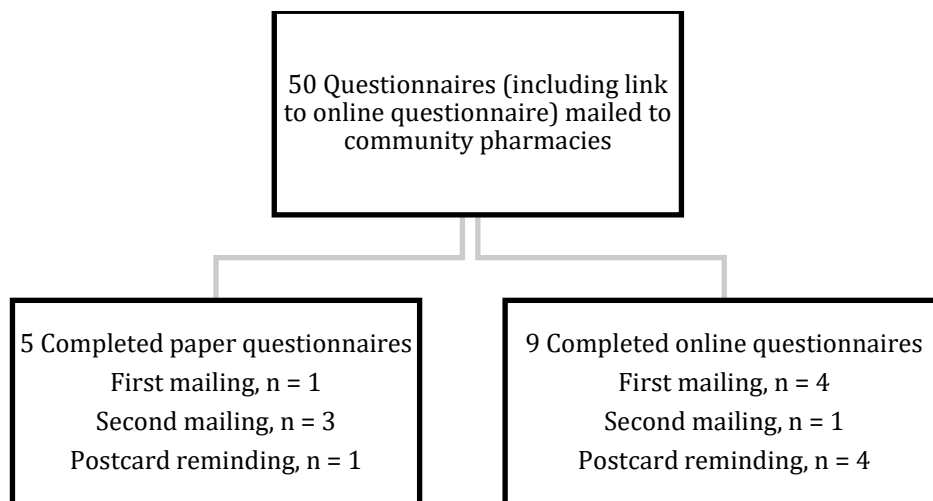 50 Questionnaires (including link
to online questionnaire) mailed to
community pharmacies
5 Completed paper questionnaires
First mailing, n = 1
Second mailing, n = 3
Postcard reminding, n = 1
9 Completed online questionnaires
First mailing, n = 4
Second mailing, n = 1
Postcard reminding, n = 4